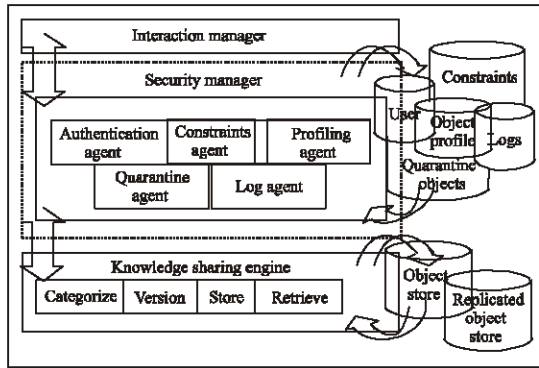 Interaction manager
Security manager
Constraints
User
Authentication
agent
Constraints
agent
Profiling
agent
Object
profile
Logs
Quarantine
agent
Log agent
Quarantine
objects
Knowledge sharing engine
Categorize
Version
Store
Retrieve
Object
store
Replicated
object
store